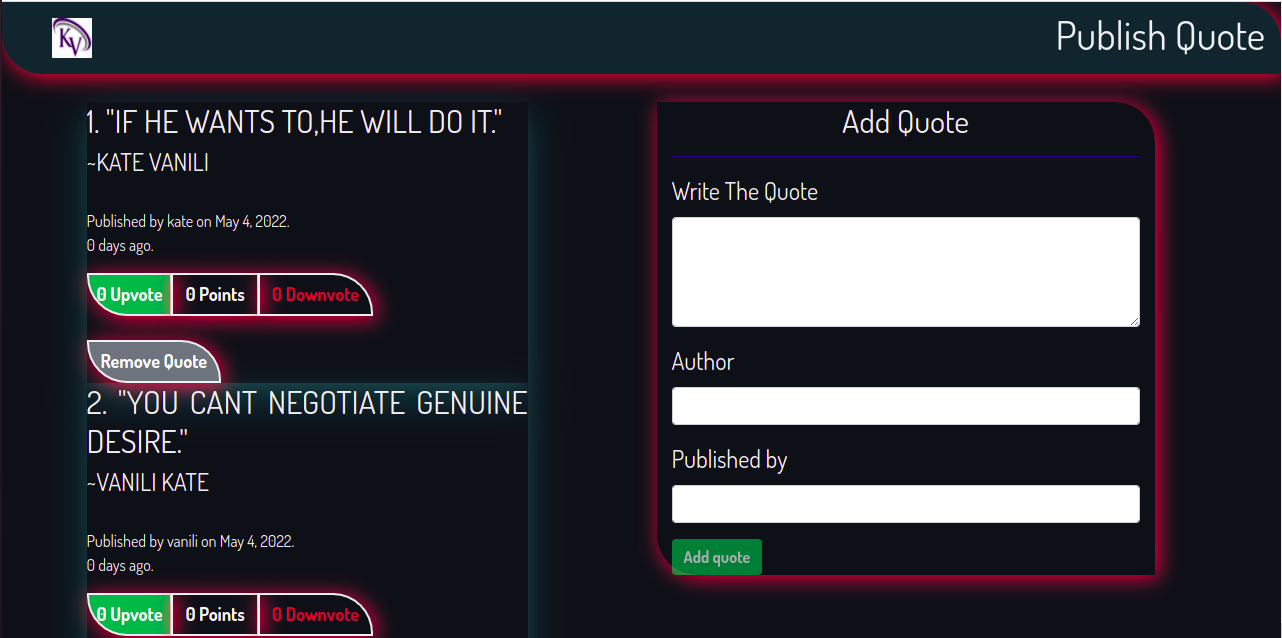 KV
Publish Quote
1. "IF HE WANTS TO,HE WILL DO IT."
~KATE VANILI
Published by kate on May 4, 2022.
0 days ago.
0 Upvote 0 Points 0 Downvote
Remove Quote
2. "YOU CANT NEGOTIATE GENUINE
DESIRE."
~VANILI KATE
Published by vanili on May 4, 2022.
0 days ago.
0 Upvote 0 Points 0 Downvote
Add Quote
Write The Quote
Author
Published by
Add quote